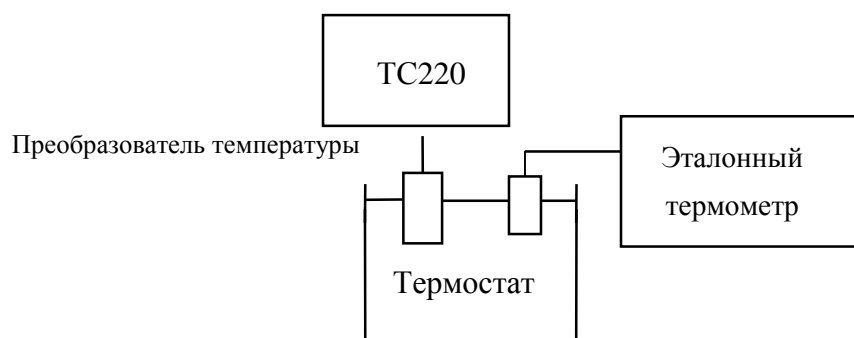 ТС220
Преобразователь температуры
Эталонный
термометр
Термостат